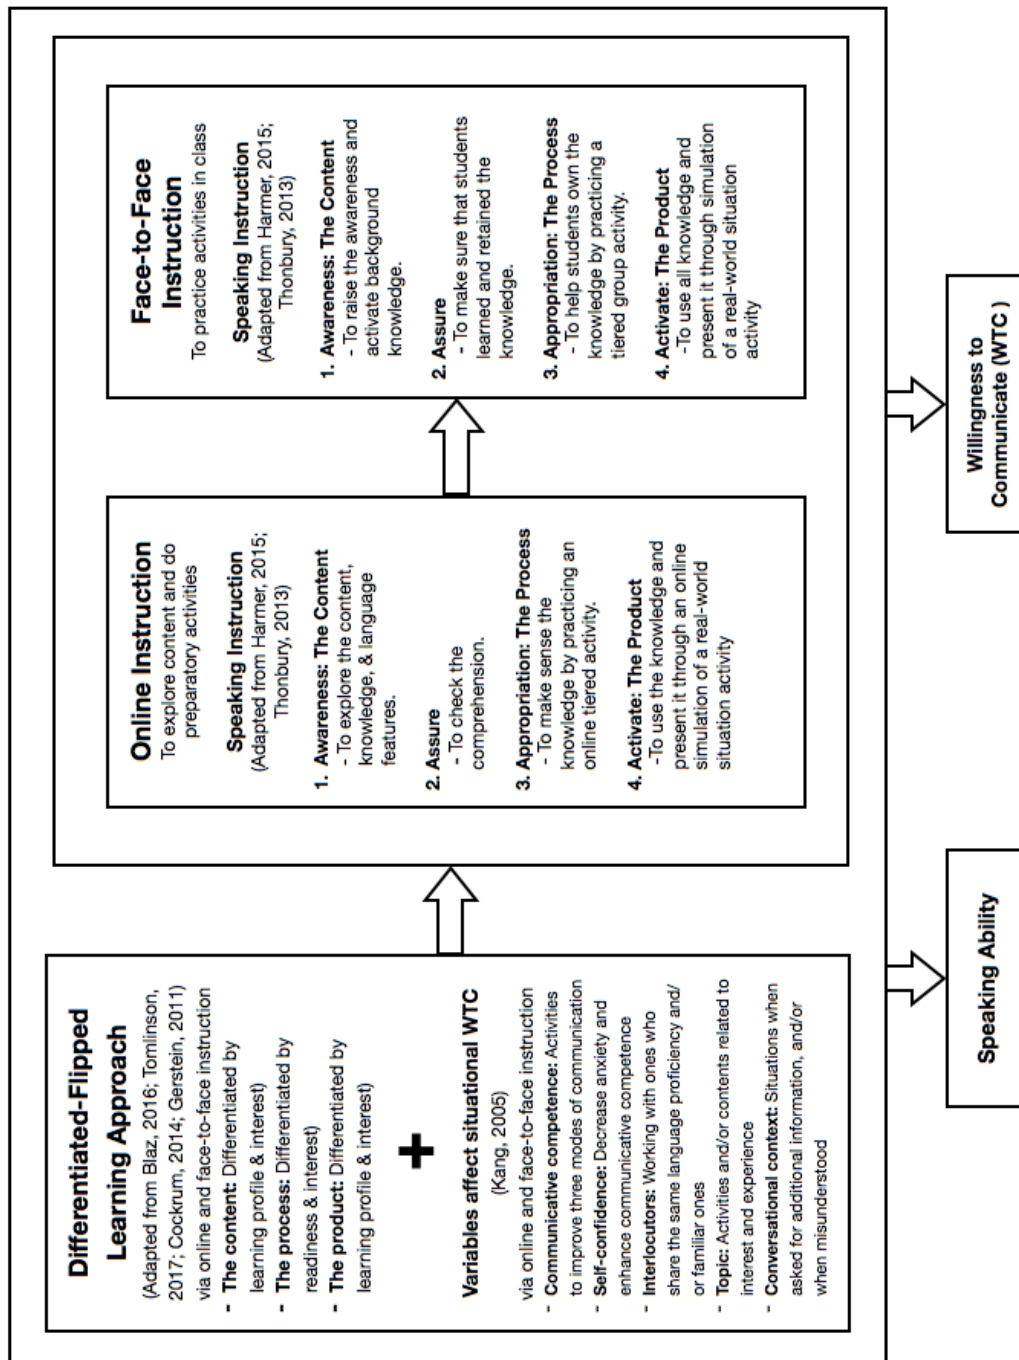 Differentiated-Flipped
Learning Approach
(Adapted from Blaz, 2016; Tomlinson,
2017; Cockrum, 2014; Gerstein, 2011)
via online and face-to-face instruction
- The content: Differentiated by
learning profile & interest)
- The process: Differentiated by
readiness & interest)
- The product: Differentiated by
learning profile & interest)
+
Variables affect situational WTC
(Kang, 2005)
via online and face-to-face instruction
- Communicative competence: Activities
to improve three modes of communication
- Self-confidence: Decrease anxiety and
enhance communicative competence
- Interlocutors: Working with ones who
share the same language proficiency and/
or familiar ones
- Topic: Activities and/or contents related to
interest and experience
- Conversational context: Situations when
asked for additional information, and/or
when misunderstood
Online Instruction
To explore content and do
preparatory activities
Speaking Instruction
(Adapted from Harmer, 2015;
Thonbury, 2013)
1. Awareness: The Content
- To explore the content,
knowledge, & language
features.
2. Assure
- To check the
comprehension.
3. Appropriation: The Process
- To make sense the
knowledge by practicing an
online tiered activity.
4. Activate: The Product
-To use the knowledge and
present it through an online
simulation of a real-world
situation activity
Face-to-Face
Instruction
To practice activities in class
Speaking Instruction
(Adapted from Harmer, 2015;
Thonbury, 2013)
1. Awareness: The Content
- To raise the awareness and
activate background
knowledge.
2. Assure
- To make sure that students
learned and retained the
knowledge.
3. Appropriation: The Process
- To help students own the
knowledge by practicing a
tiered group activity.
4. Activate: The Product
-To use all knowledge and
present it through simulation
of a real-world situation
activity
Speaking Ability
Willingness to
Communicate (WTC )